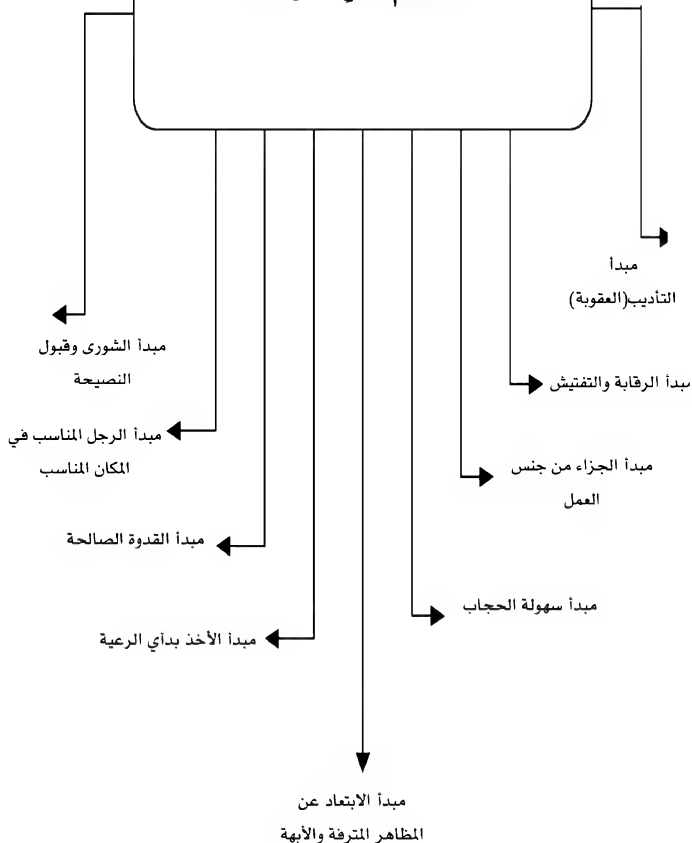 مبدأ
التأديب(العقوبة)
مبدأ الشورى وقبول
النصيحة
مبدأ الرقابة والتفتيش
مبدأ الرجل المناسب في
المكان المناسب
مبدأ الجزاء من جنس
العمل
مبدأ القدوة الصالحة
مبدأ سهولة الحجاب
مبدأ الأخذ بدأي الرعية
مبدأ الابتعاد عن
المظاهر المترفة والأبهة